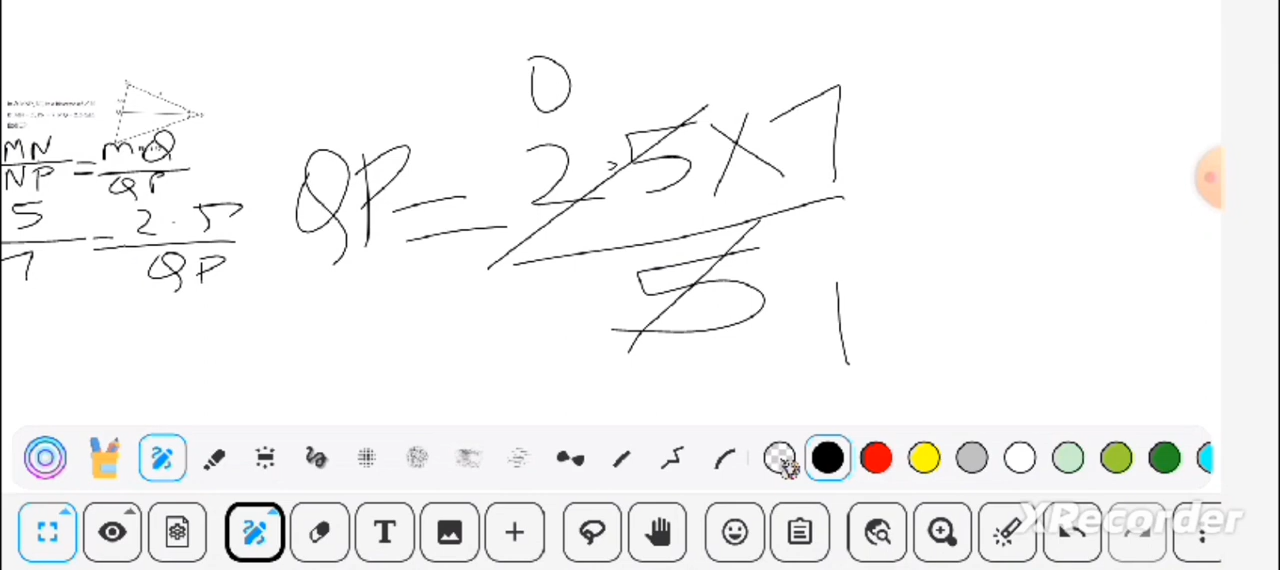 MN/NP = MQ/QP
5/7 = 2.5/QP
0
QP = 2.5 × 7 / 5 1
T
XRecorder